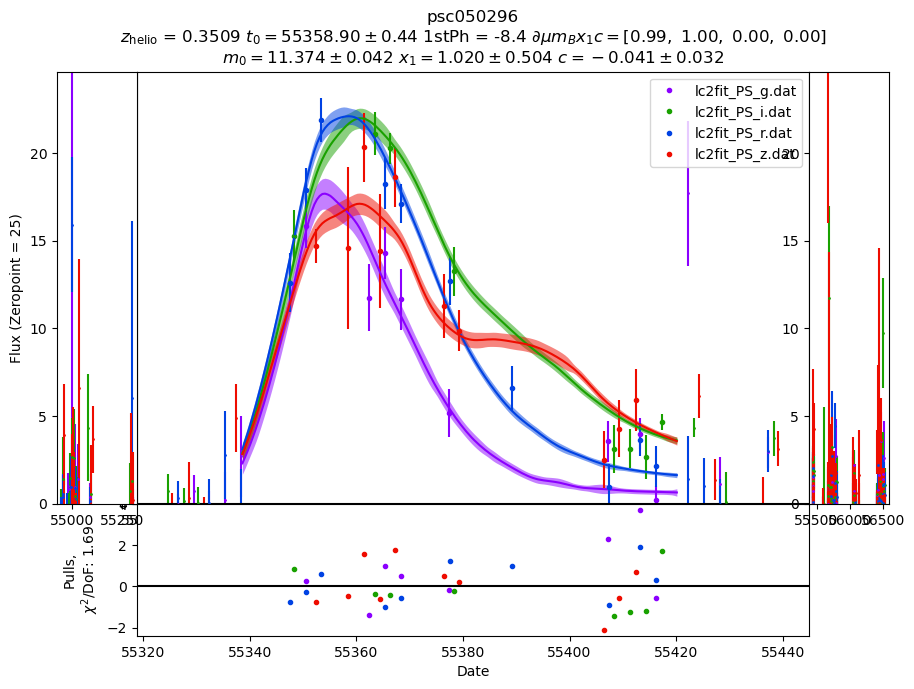 psc050296
z_helio = 0.3509 t_0 = 55358.90 ± 0.44 1stPh = -8.4 ∂μm_Bx_1c = [0.99, 1.00, 0.00, 0.00]
m_0 = 11.374 ± 0.042 x_1 = 1.020 ± 0.504 c = −0.041 ± 0.032
lc2fit_PS_g.dat
lc2fit_PS_i.dat
lc2fit_PS_r.dat
lc2fit_PS_z.dat
Flux (Zeropoint = 25)
20
15
10
5
0
20
15
10
5
0
55000
55250
55500
56000
56500
Pulls,
χ²/DoF: 1.69
2
0
−2
55320
55340
55360
55380
55400
55420
55440
Date